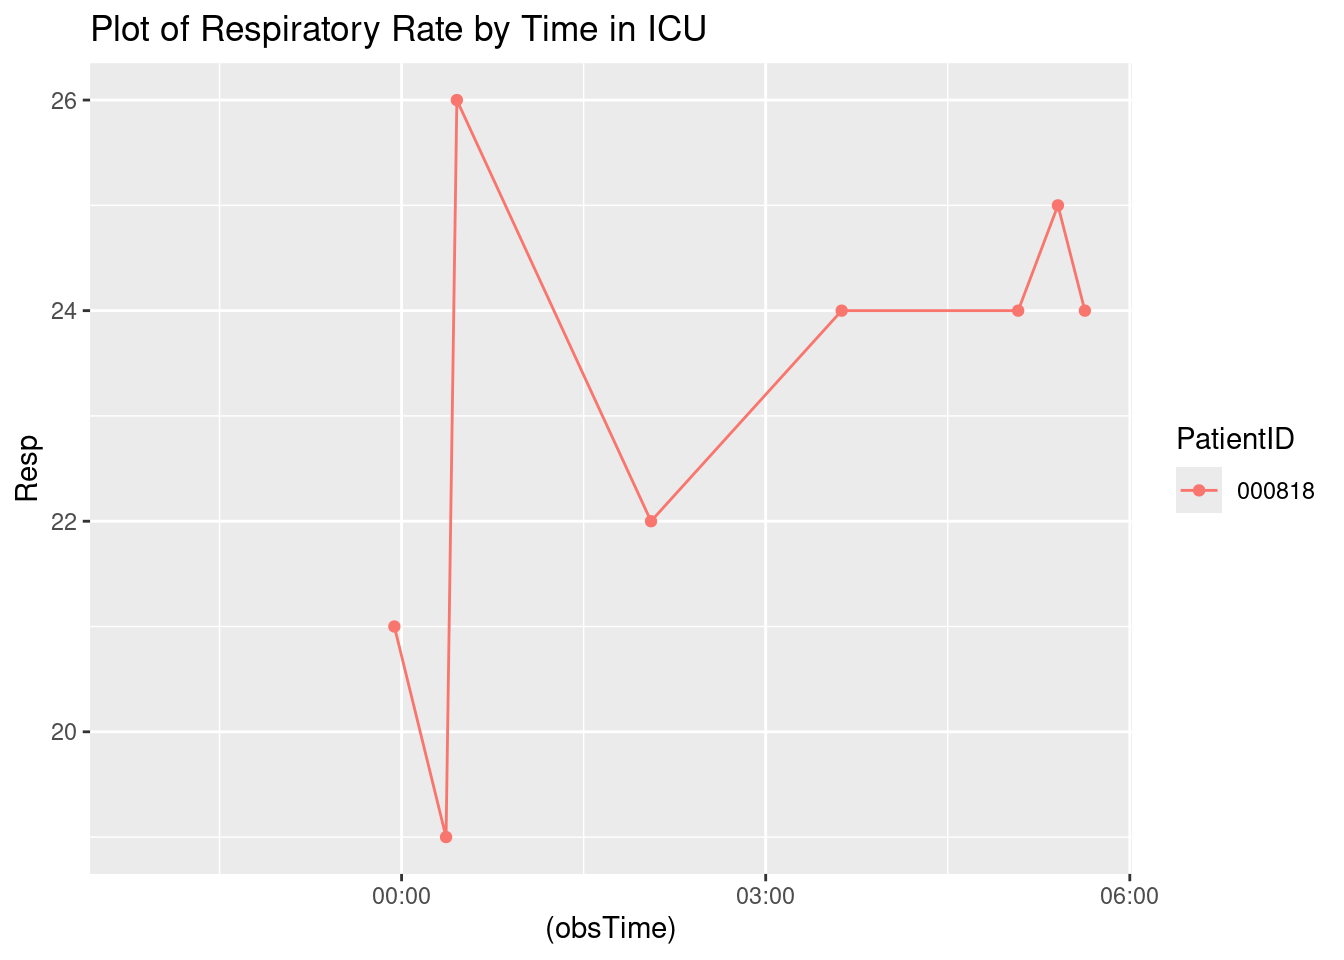 Plot of Respiratory Rate by Time in ICU
26
24
22
20
Resp
00:00
03:00
06:00
(obsTime)
PatientID
000818